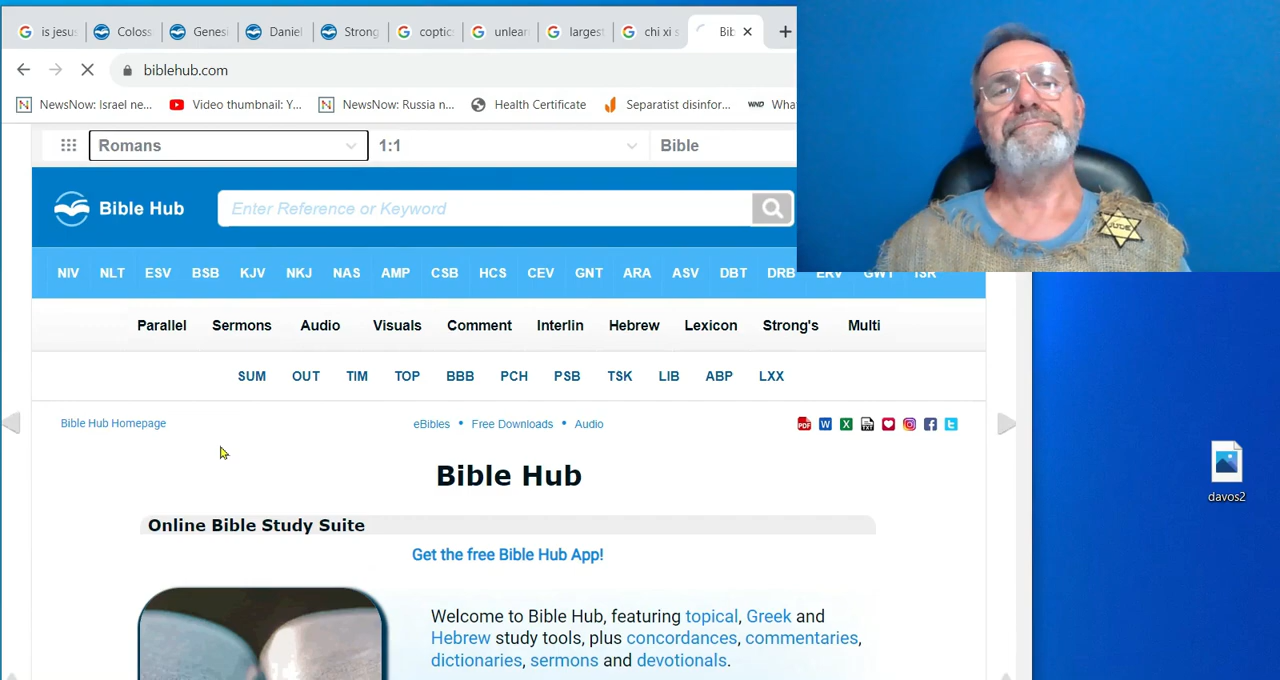 is jesu Coloss Genesi Daniel Strong coptic unlear largest chi xi s Bib
biblehub.com
NewsNow: Israel ne... Video thumbnail: Y... NewsNow: Russia n... Health Certificate Separatist disinfor... WND Wha
Romans 1:1 Bible
Bible Hub Enter Reference or Keyword
NIV NLT ESV BSB KJV NKJ NAS AMP CSB HCS CEV GNT ARA ASV DBT DRB ERV GWT ISR
Parallel Sermons Audio Visuals Comment Interlin Hebrew Lexicon Strong's Multi
SUM OUT TIM TOP BBB PCH PSB TSK LIB ABP LXX
Bible Hub Homepage eBibles • Free Downloads • Audio
Bible Hub
Online Bible Study Suite
Get the free Bible Hub App!
Welcome to Bible Hub, featuring topical, Greek and
Hebrew study tools, plus concordances, commentaries,
dictionaries, sermons and devotionals.
JUDE
davos2